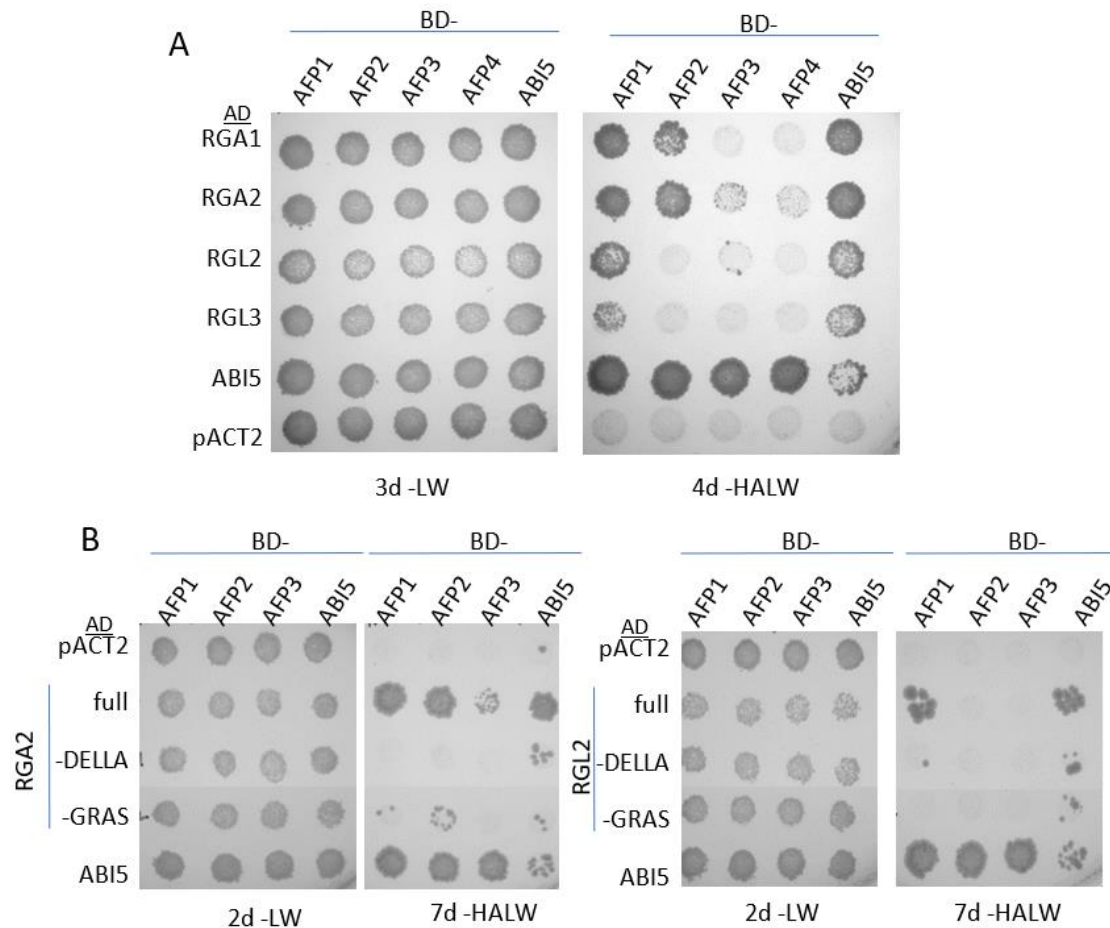 A
BD-
BD-
AFP1 AFP2 AFP3 AFP4 ABI5
AFP1 AFP2 AFP3 AFP4 ABI5
AD
RGA1
RGA2
RGL2
RGL3
ABI5
pACT2
3d -LW
4d -HALW
B
BD-
BD-
BD-
BD-
AFP1 AFP2 AFP3 ABI5
AFP1 AFP2 AFP3 ABI5
AFP1 AFP2 AFP3 ABI5
AFP1 AFP2 AFP3 ABI5
AD
pACT2
RGA2
full
-DELLA
-GRAS
ABI5
2d -LW
7d -HALW
AD
pACT2
RGL2
full
-DELLA
-GRAS
ABI5
2d -LW
7d -HALW